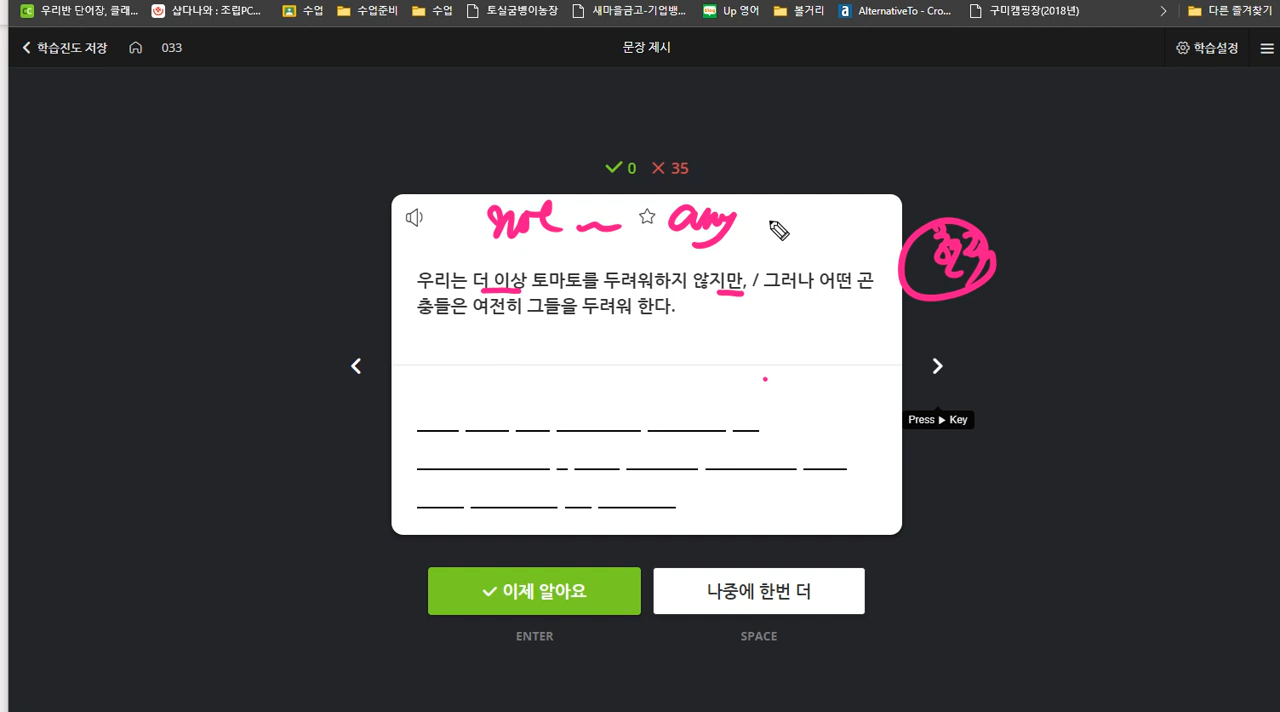 우리반 단어장, 클래... 샵다나와 : 조립PC... 수업 수업준비 수업 토실굼벵이농장 새마을금고-기업뱅... Up 영어 볼거리 AlternativeTo - Cro... 구미캠핑장(2018년) 다른 즐겨찾기
학습진도 저장 033 문장 제시 학습설정
0 35
not ~ any
우리는 더 이상 토마토를 두려워하지 않지만, / 그러나 어떤 곤
충들은 여전히 그들을 두려워 한다.
Press ▶ Key
이제 알아요 나중에 한번 더
ENTER SPACE